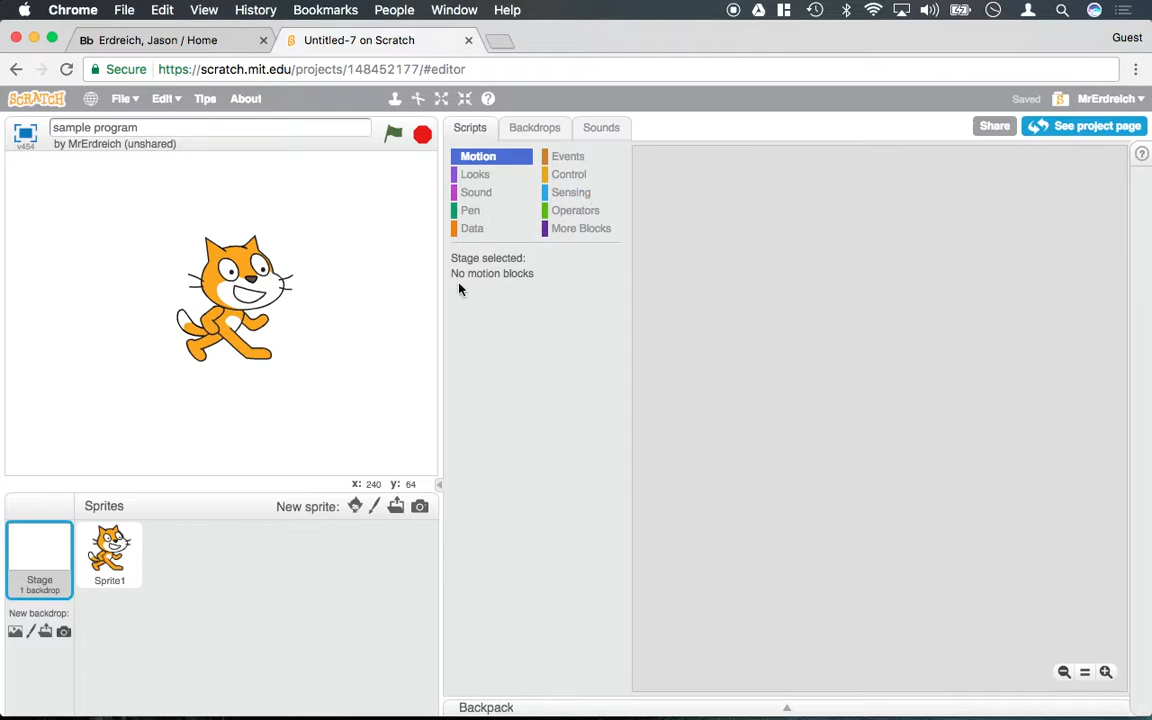 Chrome File Edit View History Bookmarks People Window Help
Bb Erdreich, Jason / Home
Untitled-7 on Scratch
Guest
Secure https://scratch.mit.edu/projects/148452177/#editor
SCRATCH File Edit Tips About Saved MrErdreich
sample program
by MrErdreich (unshared)
v454
Scripts Backdrops Sounds
Share See project page
Motion Events
Looks Control
Sound Sensing
Pen Operators
Data More Blocks
Stage selected:
No motion blocks
x: 240 y: 64
Sprites New sprite:
Stage
1 backdrop
Sprite1
New backdrop:
Backpack